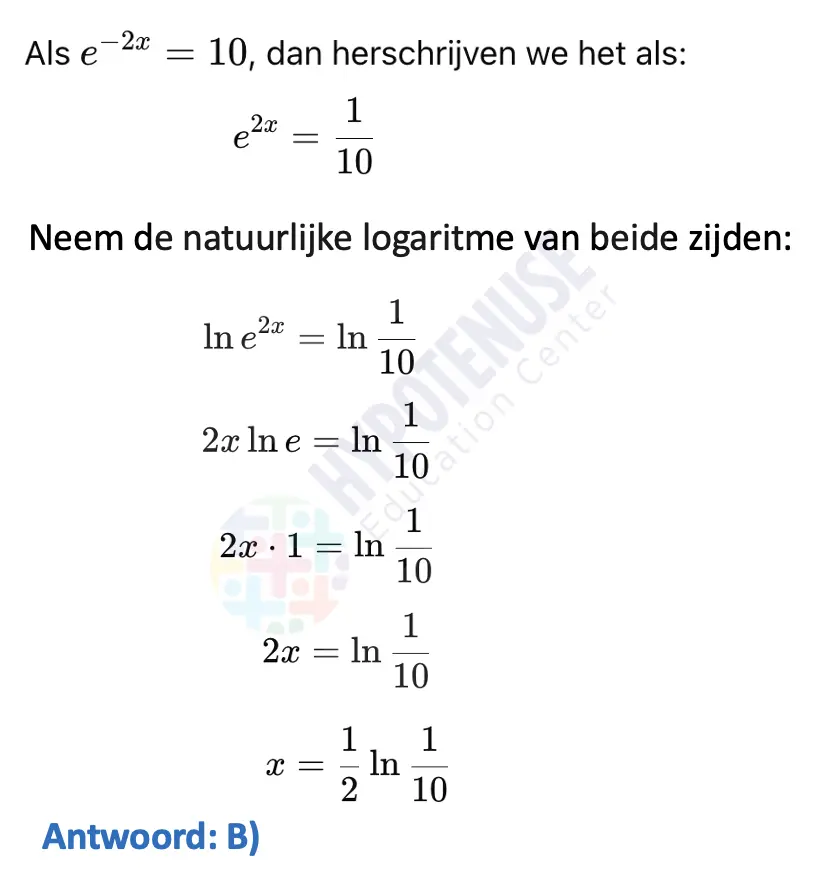 Als e^{-2x} = 10, dan herschrijven we het als:
e^{2x} = \frac{1}{10}
Neem de natuurlijke logaritme van beide zijden:
\ln e^{2x} = \ln \frac{1}{10}
2x \ln e = \ln \frac{1}{10}
2x \cdot 1 = \ln \frac{1}{10}
2x = \ln \frac{1}{10}
x = \frac{1}{2} \ln \frac{1}{10}
Antwoord: B)
HYPOTENUSE
Education Center